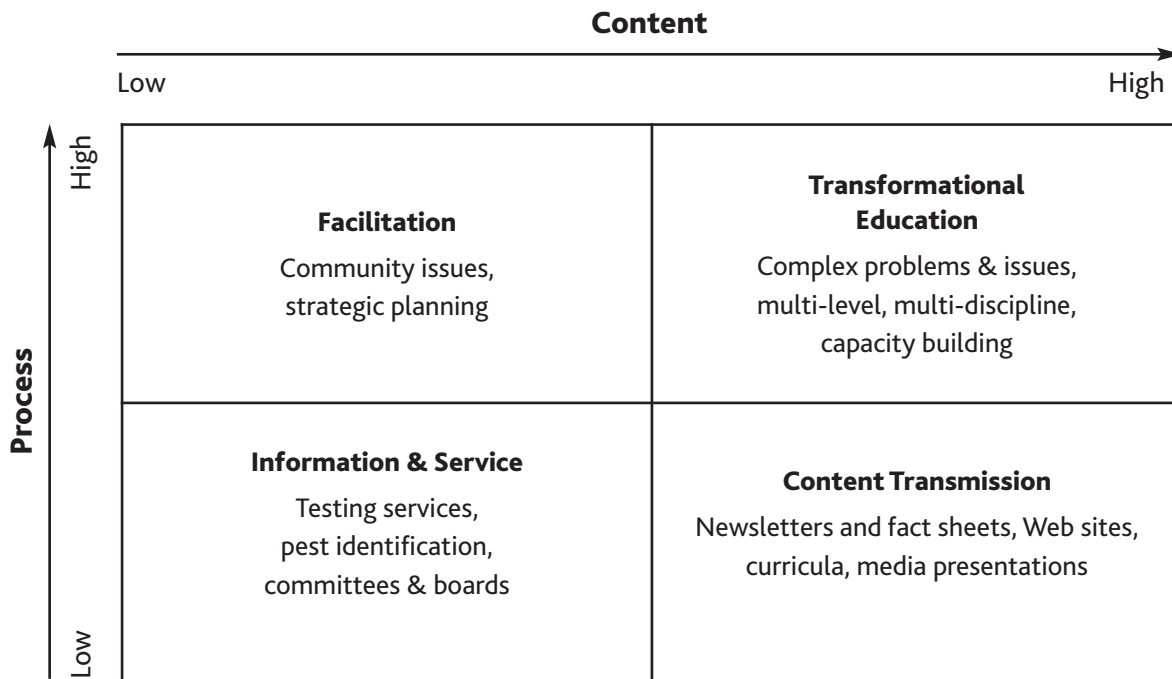 Content
Low
High
High
Process
Low
Facilitation
Community issues,
strategic planning
Transformational
Education
Complex problems & issues,
multi-level, multi-discipline,
capacity building
Information & Service
Testing services,
pest identification,
committees & boards
Content Transmission
Newsletters and fact sheets, Web sites,
curricula, media presentations